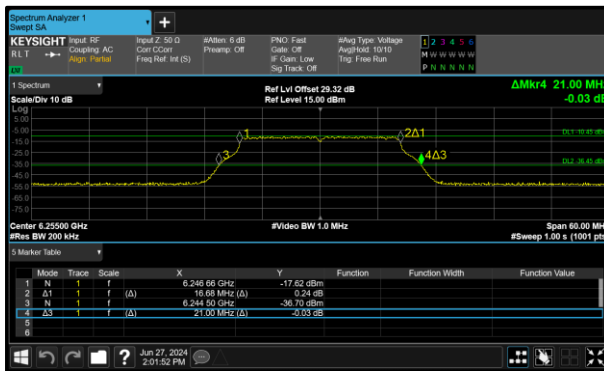 Spectrum Analyzer 1
Swept SA
KEYSIGHT Input: RF Input Z: 50 Ω #Atten: 6 dB PNO: Fast #Avg Type: Voltage 1 2 3 4 5 6
RLT Coupling: AC Corr CCorr Preamp: Off Gate: Off Avg|Hold: 10/10 M W W W W W
Align: Partial Freq Ref: Int (S) IF Gain: Low Trig: Free Run
Sig Track: Off P N N N N N
1 Spectrum Ref Lvl Offset 29.32 dB ΔMkr4 21.00 MHz
Scale/Div 10 dB Ref Level 15.00 dBm -0.03 dB
Log
5.00
-5.00 1 2Δ1 DL1 -10.45 dBm
-15.0
-25.0
-35.0 3 4Δ3 DL2 -36.45 dBm
-45.0
-55.0
-65.0
-75.0
Center 6.25500 GHz #Video BW 1.0 MHz Span 60.00 MHz
#Res BW 200 kHz #Sweep 1.00 s (1001 pts
5 Marker Table
Mode Trace Scale X Y Function Function Width Function Value
1 N 1 f 6.246 66 GHz -17.62 dBm
2 Δ1 1 f (Δ) 16.68 MHz (Δ) 0.24 dB
3 N 1 f 6.244 50 GHz -36.70 dBm
4 Δ3 1 f (Δ) 21.00 MHz (Δ) -0.03 dB
5
6
? Jun 27, 2024
2:01:52 PM